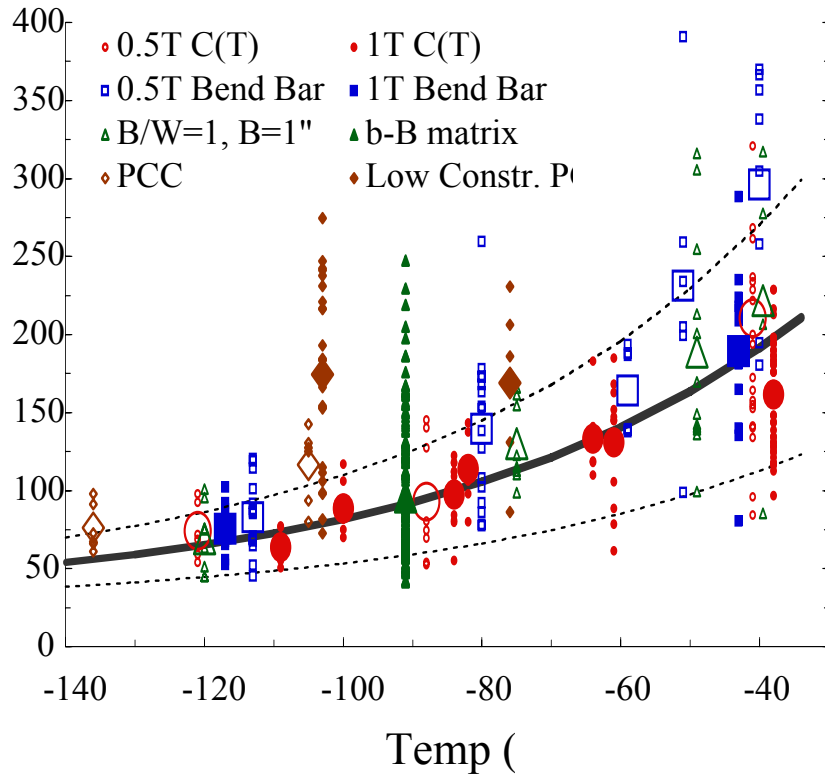 400
0.5T C(T) 1T C(T)
0.5T Bend Bar 1T Bend Bar
350
B/W=1, B=1" b-B matrix
300
PCC Low Constr.
250
200
150
100
50
0
-140 -120 -100 -80 -60 -40
Temp (